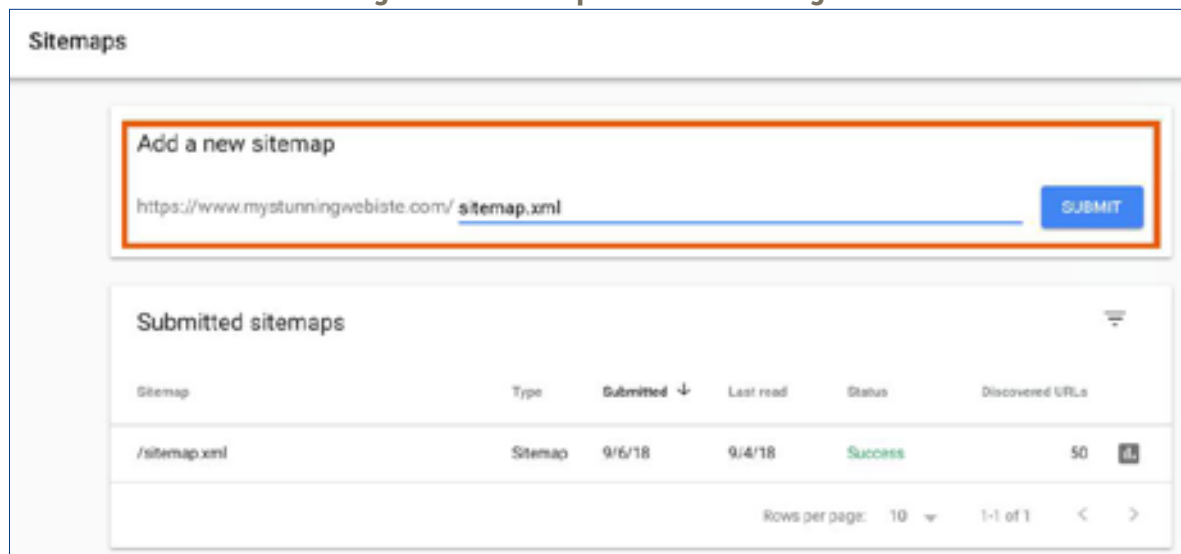 Sitemaps
Add a new sitemap
https://www.mystunningwebiste.com/ sitemap.xml
SUBMIT
Submitted sitemaps
Sitemap Type Submitted ↓ Last read Status Discovered URLs
/sitemap.xml Sitemap 9/6/18 9/4/18 Success 50
Rows per page: 10 1-1 of 1 < >